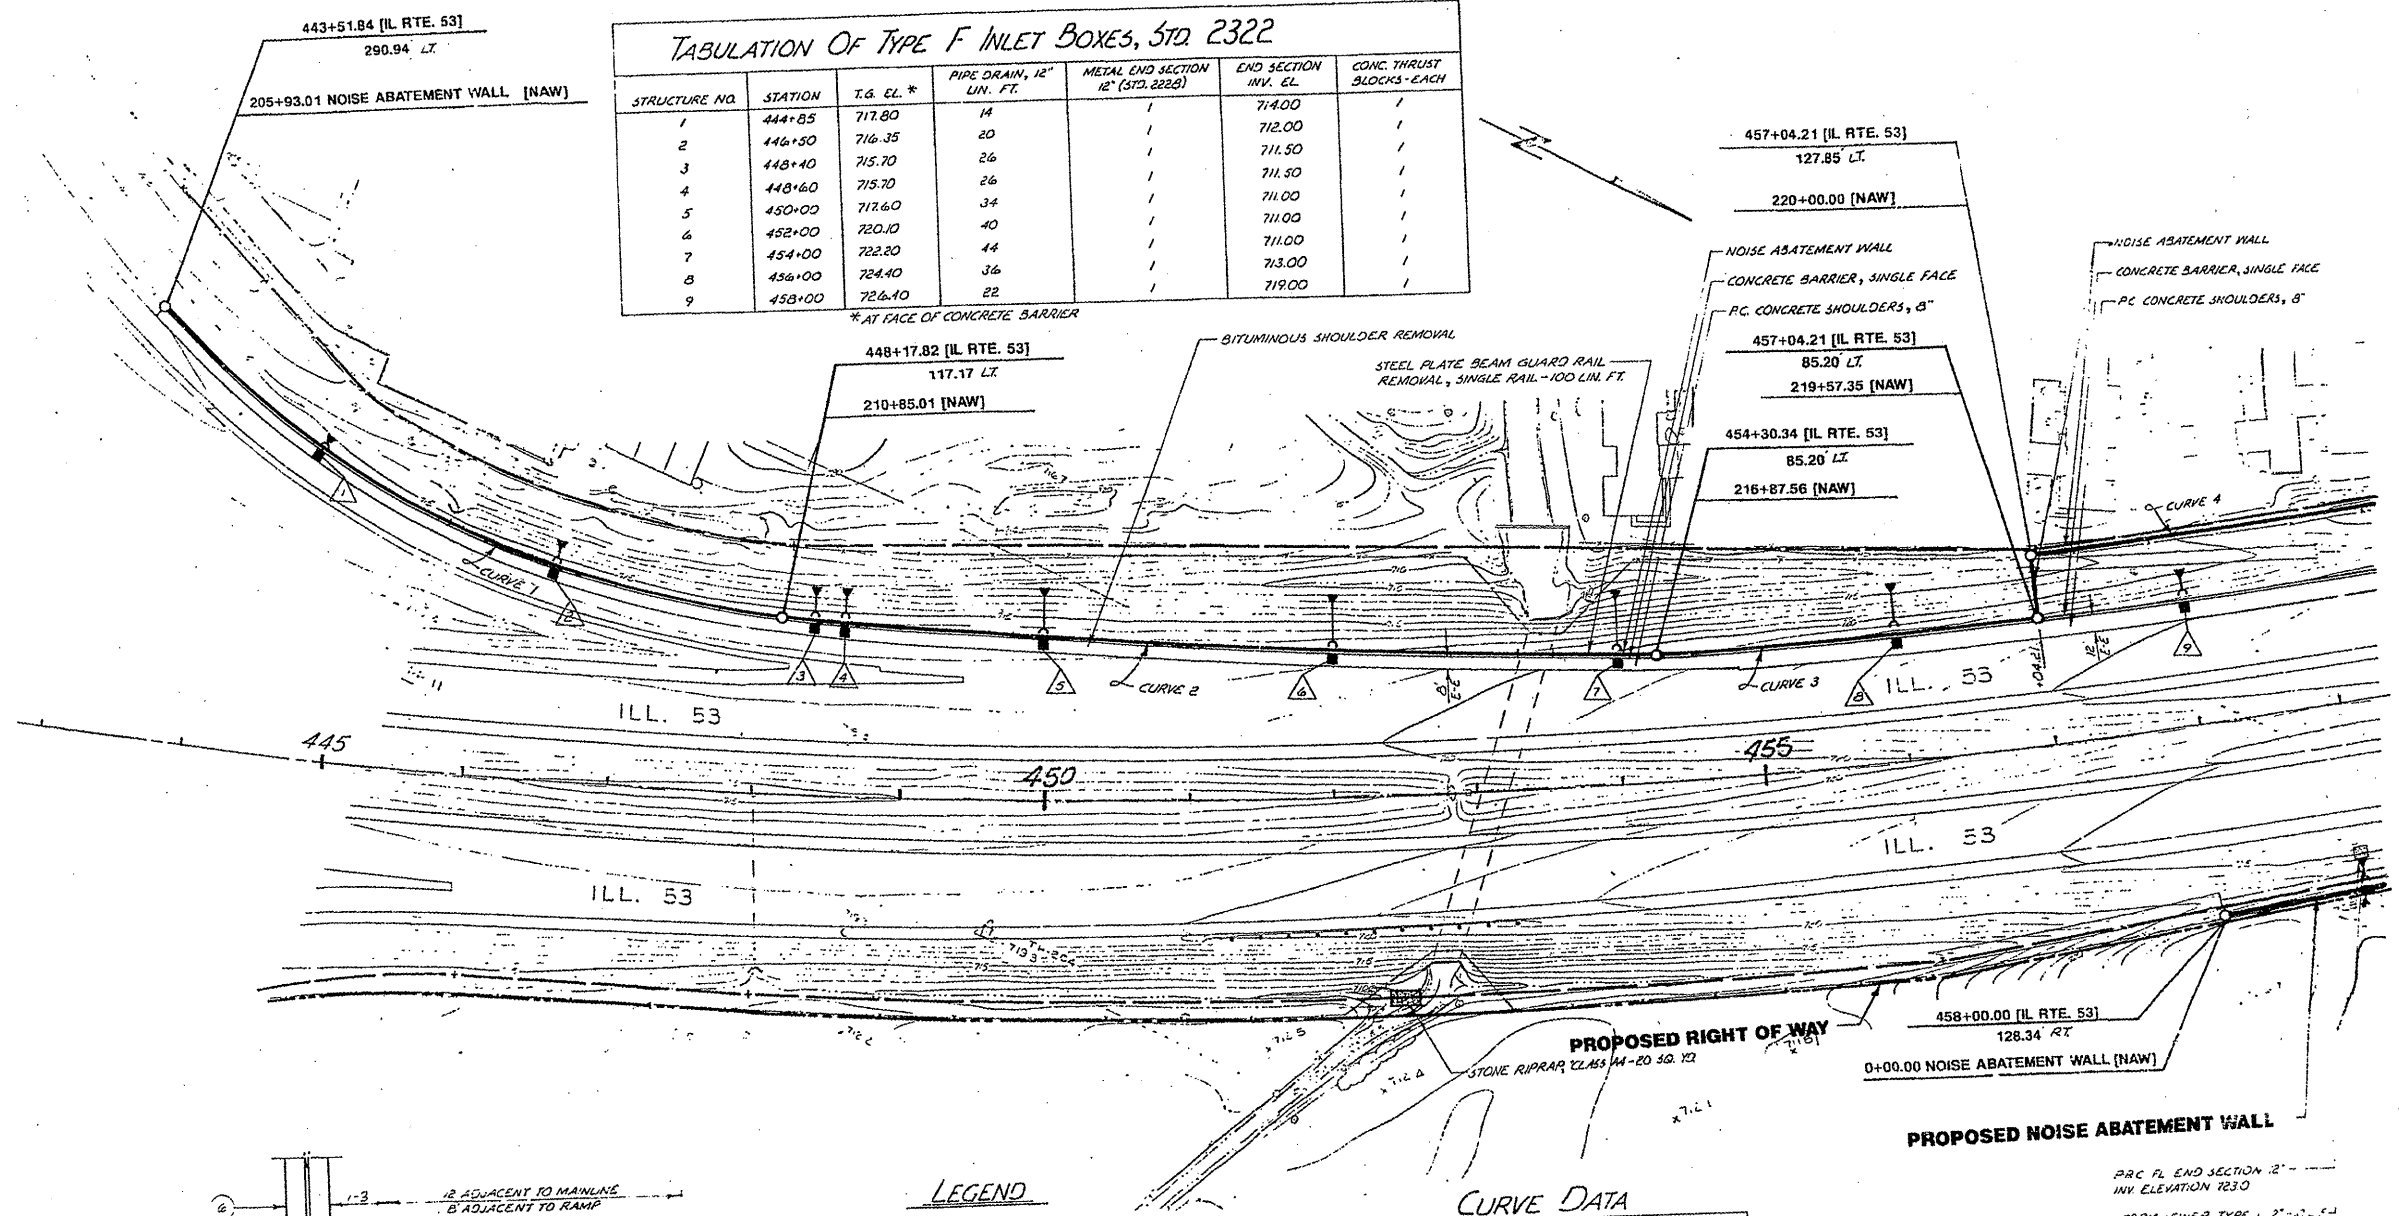 443+51.84 [IL RTE. 53]
290.94' LT.
205+93.01 NOISE ABATEMENT WALL [NAW]
TABULATION OF TYPE F INLET BOXES, STD. 2322
STRUCTURE NO. STATION T.G. EL. * PIPE DRAIN, 12" LIN. FT. METAL END SECTION 12" (STD. 2228) END SECTION INV. EL. CONC. THRUST BLOCKS-EACH
1 444+85 717.80 14 1 714.00 1
2 446+50 716.35 20 1 712.00 1
3 448+40 715.70 26 1 711.50 1
4 448+60 715.70 26 1 711.50 1
5 450+00 717.60 34 1 711.00 1
6 452+00 720.10 40 1 711.00 1
7 454+00 722.20 44 1 711.00 1
8 456+00 724.40 36 1 713.00 1
9 458+00 726.40 22 1 719.00 1
* AT FACE OF CONCRETE BARRIER
457+04.21 [IL RTE. 53]
127.85' LT.
220+00.00 [NAW]
NOISE ABATEMENT WALL
CONCRETE BARRIER, SINGLE FACE
P.C. CONCRETE SHOULDERS, 8"
NOISE ABATEMENT WALL
CONCRETE BARRIER, SINGLE FACE
P.C. CONCRETE SHOULDERS, 8"
448+17.82 [IL RTE. 53]
117.17 LT.
210+85.01 [NAW]
BITUMINOUS SHOULDER REMOVAL
STEEL PLATE BEAM GUARD RAIL
REMOVAL, SINGLE RAIL-100 LIN. FT.
457+04.21 [IL RTE. 53]
85.20' LT.
219+57.35 [NAW]
454+30.34 [IL RTE. 53]
85.20' LT.
216+87.56 [NAW]
CURVE 4
CURVE 1
CURVE 2
CURVE 3
1
2
3
4
5
6
7
8
9
8'
E-E
+04.21
12
E-E
ILL. 53
ILL. 53
445
450
455
ILL. 53
ILL. 53
PROPOSED RIGHT OF WAY
STONE RIPRAP, CLASS A4-20 SQ. YD.
458+00.00 [IL RTE. 53]
128.34' RT.
0+00.00 NOISE ABATEMENT WALL [NAW]
PROPOSED NOISE ABATEMENT WALL
LEGEND
CURVE DATA
12 ADJACENT TO MAINLINE
8' ADJACENT TO RAMP
PRC FL END SECTION 12"
INV. ELEVATION 723.0